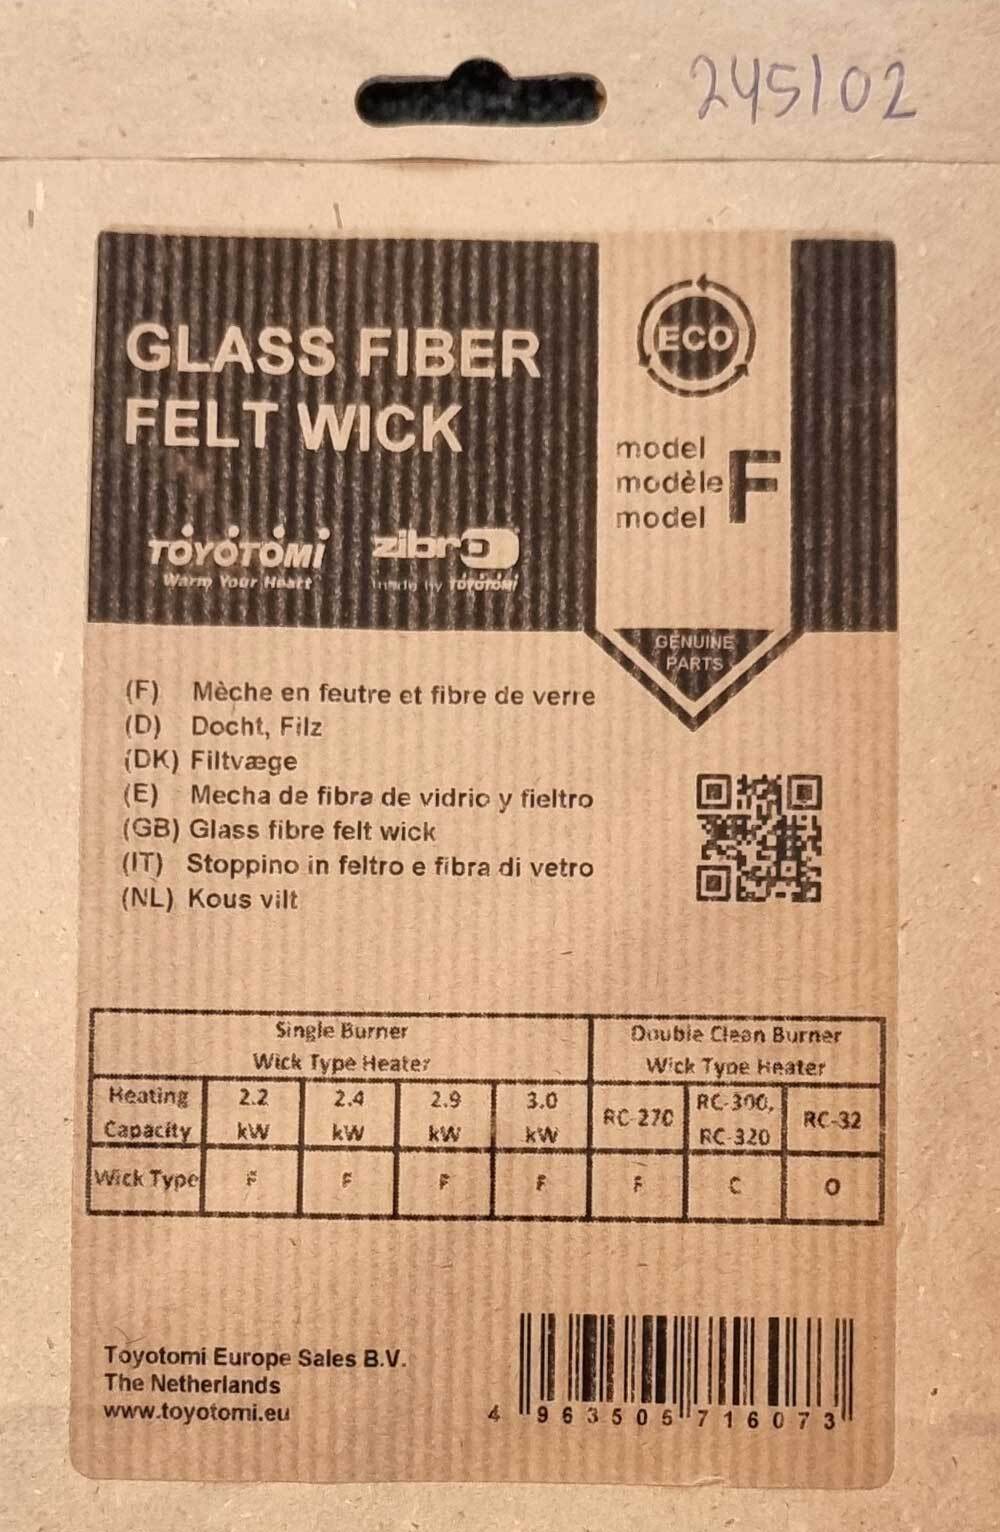 245102
GLASS FIBER
FELT WICK
TOYOTOMI
Warm Your Heart
zibro
made by TOYOTOMI
ECO
model
modèle
model
F
GENUINE
PARTS
(F) Mèche en feutre et fibre de verre
(D) Docht, Filz
(DK) Filtvæge
(E) Mecha de fibra de vidrio y fieltro
(GB) Glass fibre felt wick
(IT) Stoppino in feltro e fibra di vetro
(NL) Kous vilt
Single Burner
Wick Type Heater
Double Clean Burner
Wick Type Heater
Heating
Capacity
2.2
kW
2.4
kW
2.9
kW
3.0
kW
RC-270
RC-300,
RC-320
RC-32
Wick Type F F F F F C O
Toyotomi Europe Sales B.V.
The Netherlands
www.toyotomi.eu
4 963505 716073